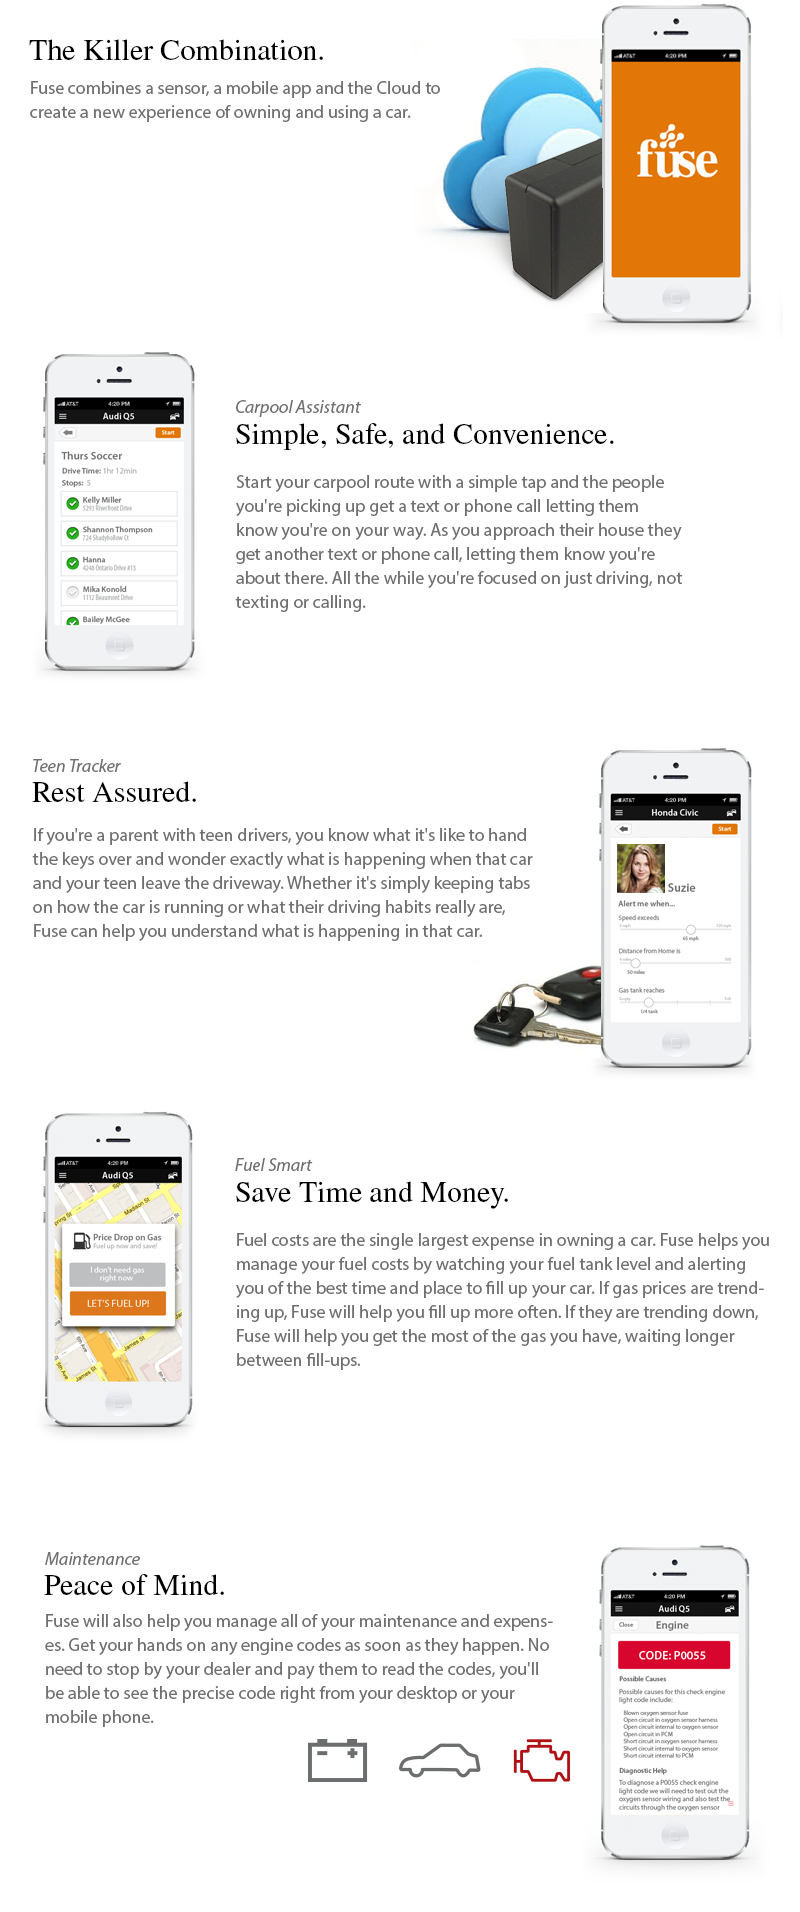 The Killer Combination.
Fuse combines a sensor, a mobile app and the Cloud to
create a new experience of owning and using a car.
AT&T 4:20 PM
fuse
AT&T 4:20 PM
Audi Q5
Start
Thurs Soccer
Drive Time: 1hr 12min
Stops: 5
Kelly Miller
5293 Riverfront Drive
Shannon Thompson
724 Shadyhollow Ct
Hanna
4248 Ontario Drive #13
Mika Konold
1112 Beaumont Drive
Bailey McGee
Carpool Assistant
Simple, Safe, and Convenience.
Start your carpool route with a simple tap and the people
you're picking up get a text or phone call letting them
know you're on your way. As you approach their house they
get another text or phone call, letting them know you're
about there. All the while you're focused on just driving, not
texting or calling.
Teen Tracker
Rest Assured.
If you're a parent with teen drivers, you know what it's like to hand
the keys over and wonder exactly what is happening when that car
and your teen leave the driveway. Whether it's simply keeping tabs
on how the car is running or what their driving habits really are,
Fuse can help you understand what is happening in that car.
AT&T 4:20 PM
Honda Civic
Start
Suzie
Alert me when...
Speed exceeds
65 mph
Distance from Home Is
50 miles
Gas tank reaches
Empty Full
1/4 tank
AT&T 4:20 PM
Audi Q5
Madison St
Price Drop on Gas
Fuel up now and save!
I don't need gas
right now
LET'S FUEL UP!
James St
James St
Fuel Smart
Save Time and Money.
Fuel costs are the single largest expense in owning a car. Fuse helps you
manage your fuel costs by watching your fuel tank level and alerting
you of the best time and place to fill up your car. If gas prices are trend-
ing up, Fuse will help you fill up more often. If they are trending down,
Fuse will help you get the most of the gas you have, waiting longer
between fill-ups.
Maintenance
Peace of Mind.
Fuse will also help you manage all of your maintenance and expens-
es. Get your hands on any engine codes as soon as they happen. No
need to stop by your dealer and pay them to read the codes, you'll
be able to see the precise code right from your desktop or your
mobile phone.
AT&T 4:20 PM
Audi Q5
Close Engine
CODE: P0055
Possible Causes
Possible causes for this check engine
light code include:
Blown oxygen sensor fuse
Open circuit in oxygen sensor harness
Open circuit internal to oxygen sensor
Open circuit in PCM
Short circuit in oxygen sensor harness
Short circuit internal to oxygen sensor
Short circuit internal to PCM
Diagnostic Help
To diagnose a P0055 check engine
light code we will need to test out the
oxygen sensor wiring and also test the
circuits through the oxygen sensor